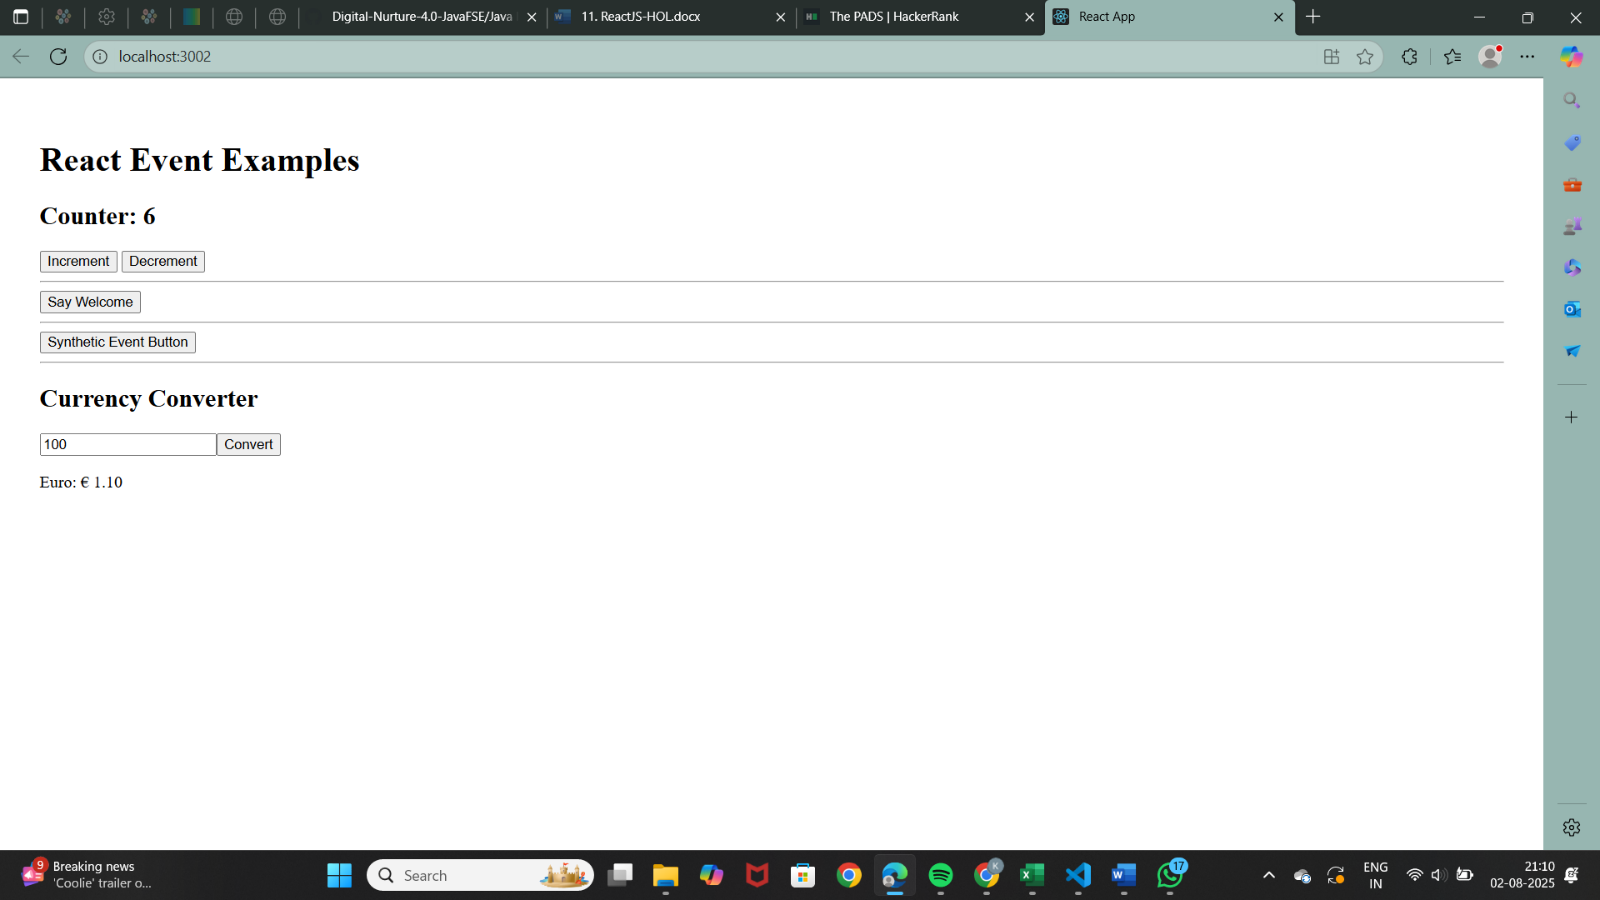 Digital-Nurture-4.0-JavaFSE/Java
11. ReactJS-HOL.docx
The PADS | HackerRank
React App
localhost:3002
React Event Examples
Counter: 6
Increment Decrement
Say Welcome
Synthetic Event Button
Currency Converter
100 Convert
Euro: € 1.10
9 Breaking news
'Coolie' trailer o...
Search
K
17
ENG
IN
21:10
02-08-2025